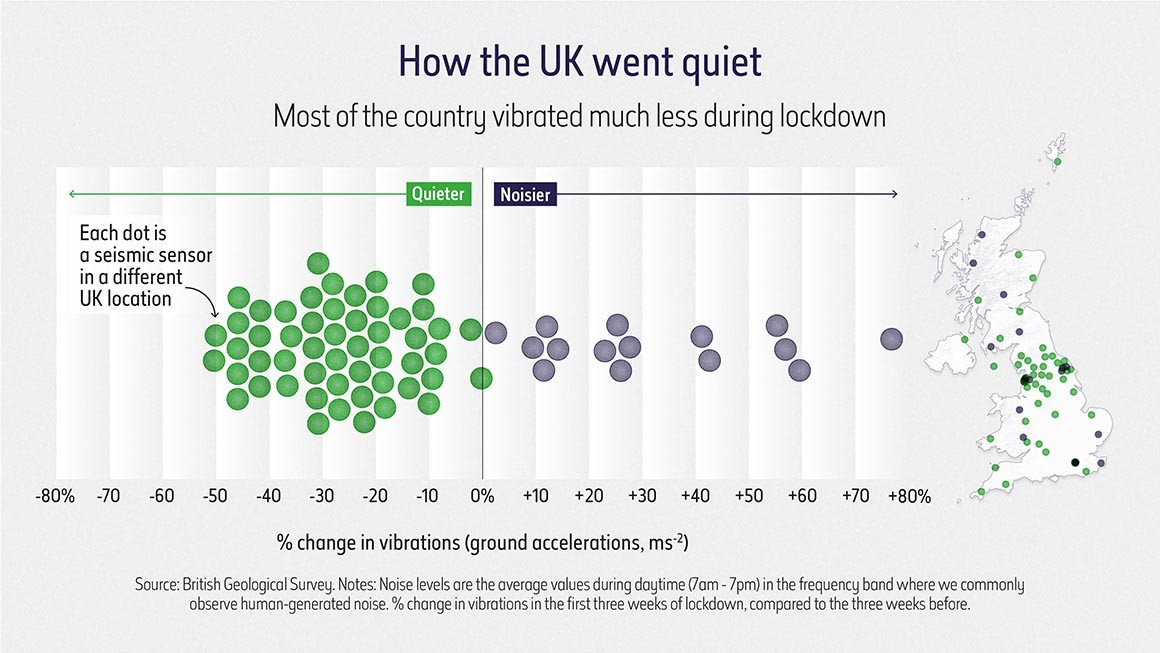 How the UK went quiet
Most of the country vibrated much less during lockdown
Quieter
Noisier
Each dot is
a seismic sensor
in a different
UK location
-80% -70 -60 -50 -40 -30 -20 -10 0% +10 +20 +30 +40 +50 +60 +70 +80%
% change in vibrations (ground accelerations, ms-2)
Source: British Geological Survey. Notes: Noise levels are the average values during daytime (7am - 7pm) in the frequency band where we commonly
observe human-generated noise. % change in vibrations in the first three weeks of lockdown, compared to the three weeks before.